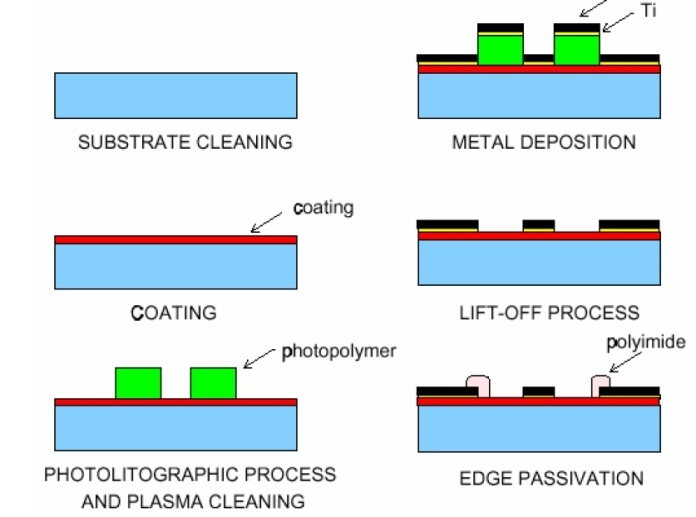 SUBSTRATE CLEANING
coating
COATING
photopolymer
PHOTOLITOGRAPHIC PROCESS
AND PLASMA CLEANING
Ti
METAL DEPOSITION
LIFT-OFF PROCESS
polyimide
EDGE PASSIVATION